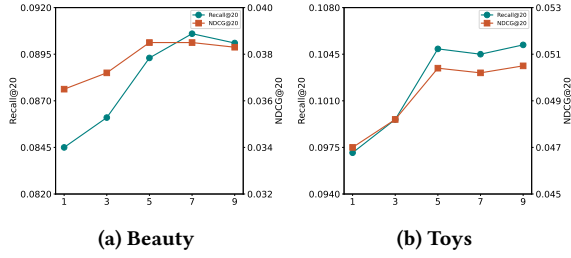 0.0920
0.0895
0.0870
0.0845
0.0820
Recall@20
1 3 5 7 9
0.040
0.038
0.036
0.034
0.032
NDCG@20
Recall@20
NDCG@20
(a) Beauty
0.1080
0.1045
0.1010
0.0975
0.0940
Recall@20
1 3 5 7 9
0.053
0.051
0.049
0.047
0.045
NDCG@20
Recall@20
NDCG@20
(b) Toys